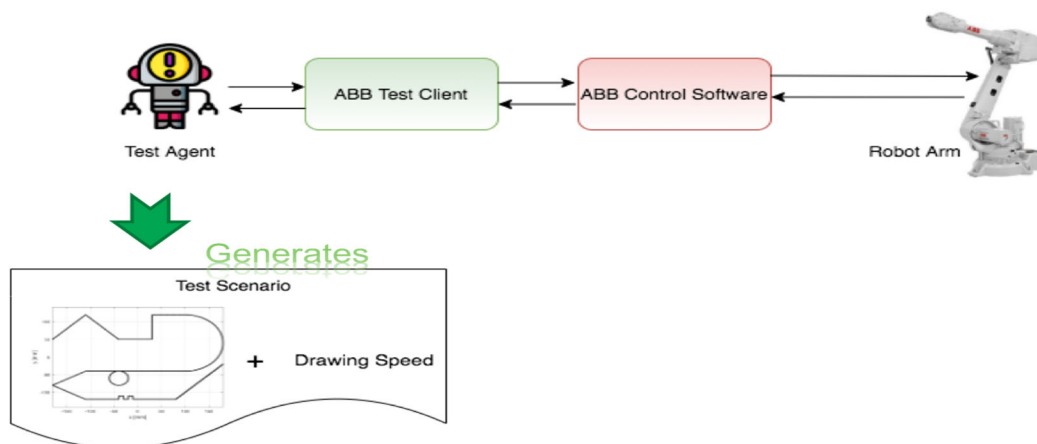 ABB Test Client
ABB Control Software
Test Agent
Robot Arm
Generates
Test Scenario
+ Drawing Speed